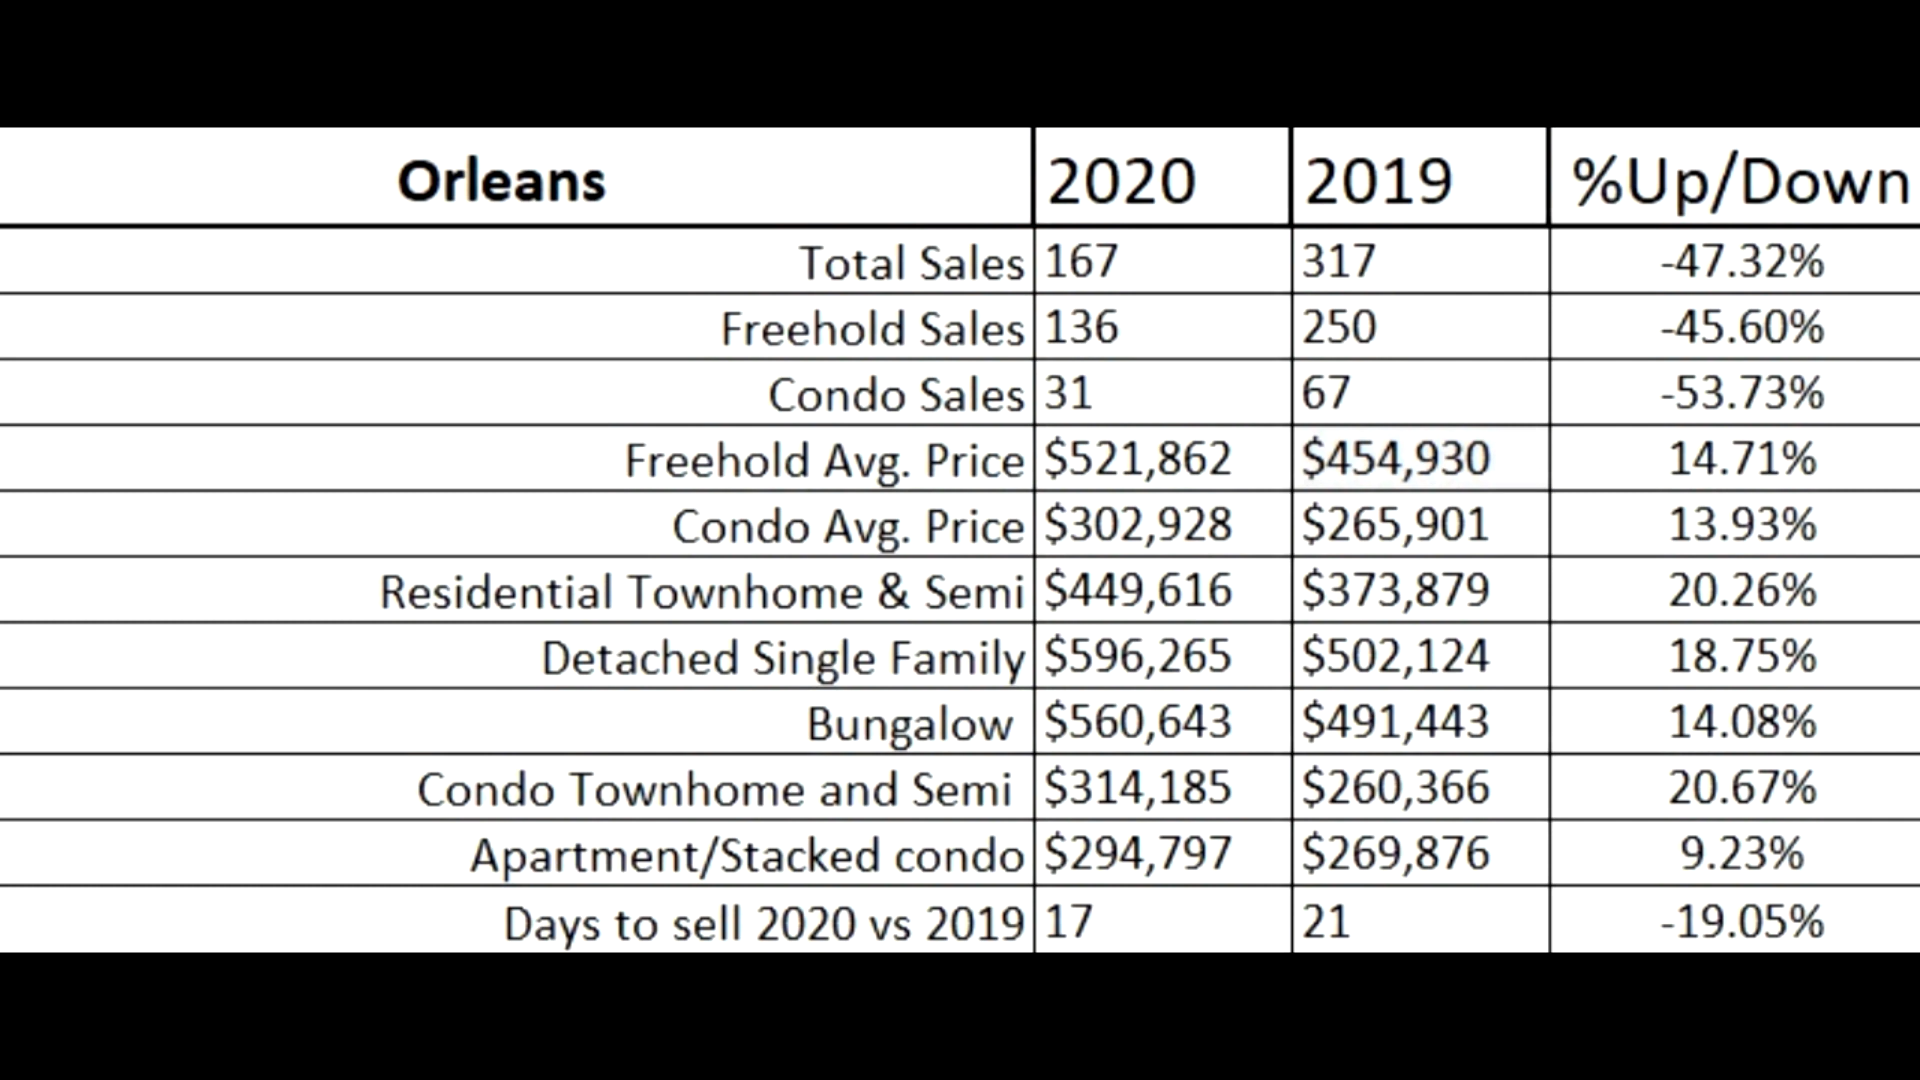 Orleans 2020 2019 %Up/Down
Total Sales 167 317 -47.32%
Freehold Sales 136 250 -45.60%
Condo Sales 31 67 -53.73%
Freehold Avg. Price $521,862 $454,930 14.71%
Condo Avg. Price $302,928 $265,901 13.93%
Residential Townhome & Semi $449,616 $373,879 20.26%
Detached Single Family $596,265 $502,124 18.75%
Bungalow $560,643 $491,443 14.08%
Condo Townhome and Semi $314,185 $260,366 20.67%
Apartment/Stacked condo $294,797 $269,876 9.23%
Days to sell 2020 vs 2019 17 21 -19.05%